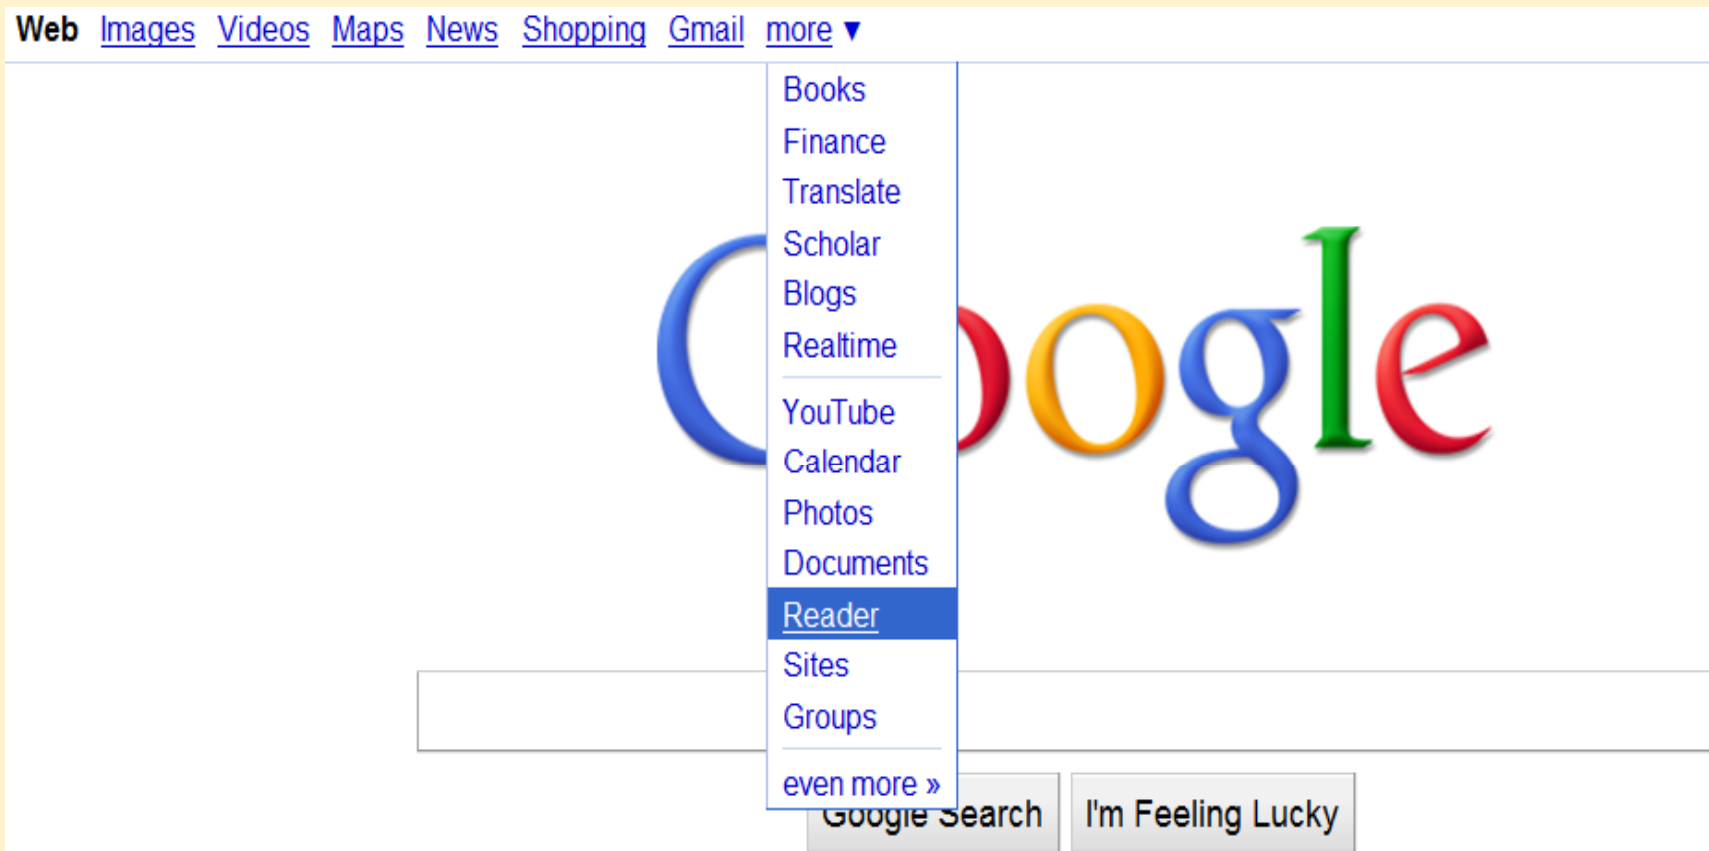 Web Images Videos Maps News Shopping Gmail more ▼
Books
Finance
Translate
Scholar
Blogs
Realtime
YouTube
Calendar
Photos
Documents
Reader
Sites
Groups
even more »
Google
Google Search I'm Feeling Lucky